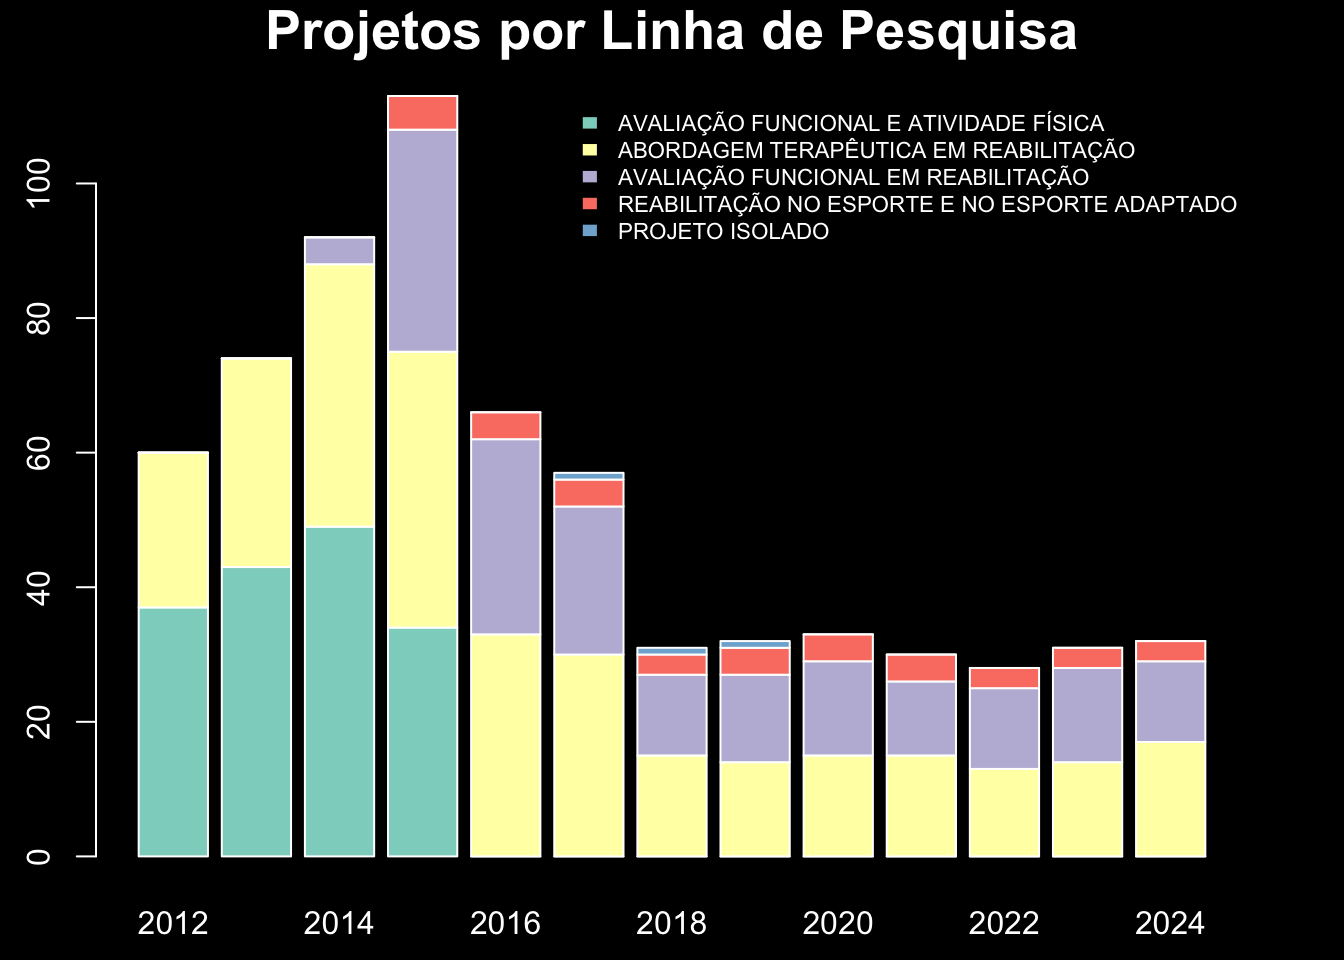 Projetos por Linha de Pesquisa
AVALIAÇÃO FUNCIONAL E ATIVIDADE FÍSICA
ABORDAGEM TERAPÊUTICA EM REABILITAÇÃO
AVALIAÇÃO FUNCIONAL EM REABILITAÇÃO
REABILITAÇÃO NO ESPORTE E NO ESPORTE ADAPTADO
PROJETO ISOLADO
100
80
60
40
20
0
2012 2014 2016 2018 2020 2022 2024